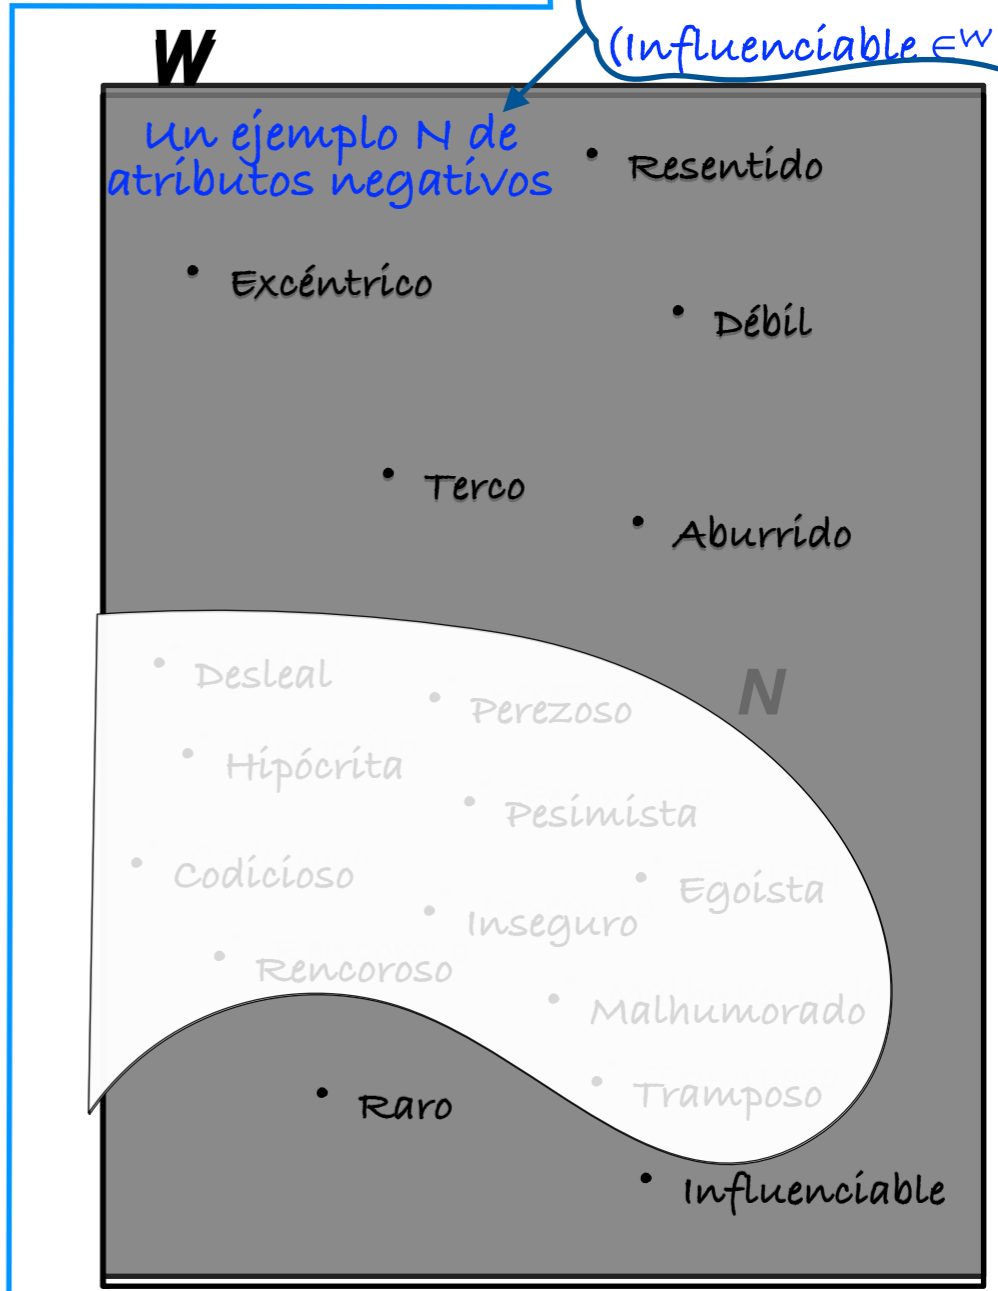 (Influenciable ∈ᵂ
W
Un ejemplo N de
atributos negativos
• Resentido
• Excéntrico
• Débil
• Terco
• Aburrido
• Desleal
N
• Perezoso
• Hipócrita
• Pesimista
• Codicioso
• Egoísta
• Inseguro
• Rencoroso
• Malhumorado
• Tramposo
• Raro
• Influenciable